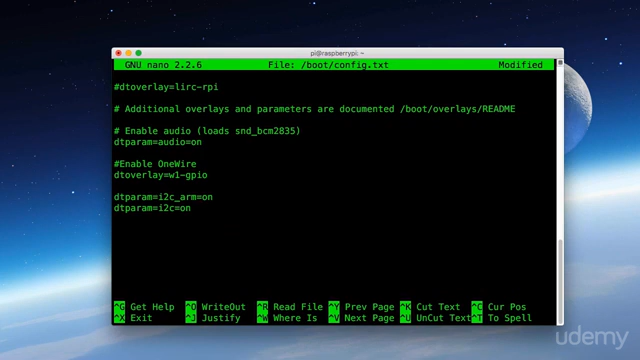 pi@raspberrypi: ~
GNU nano 2.2.6 File: /boot/config.txt Modified
#dtoverlay=lirc-rpi
# Additional overlays and parameters are documented /boot/overlays/README
# Enable audio (loads snd_bcm2835)
dtparam=audio=on
#Enable OneWire
dtoverlay=w1-gpio
dtparam=i2c_arm=on
dtparam=i2c=on
^G Get Help ^O WriteOut ^R Read File ^Y Prev Page ^K Cut Text ^C Cur Pos
^X Exit ^J Justify ^W Where Is ^V Next Page ^U UnCut Text ^T To Spell
udemy